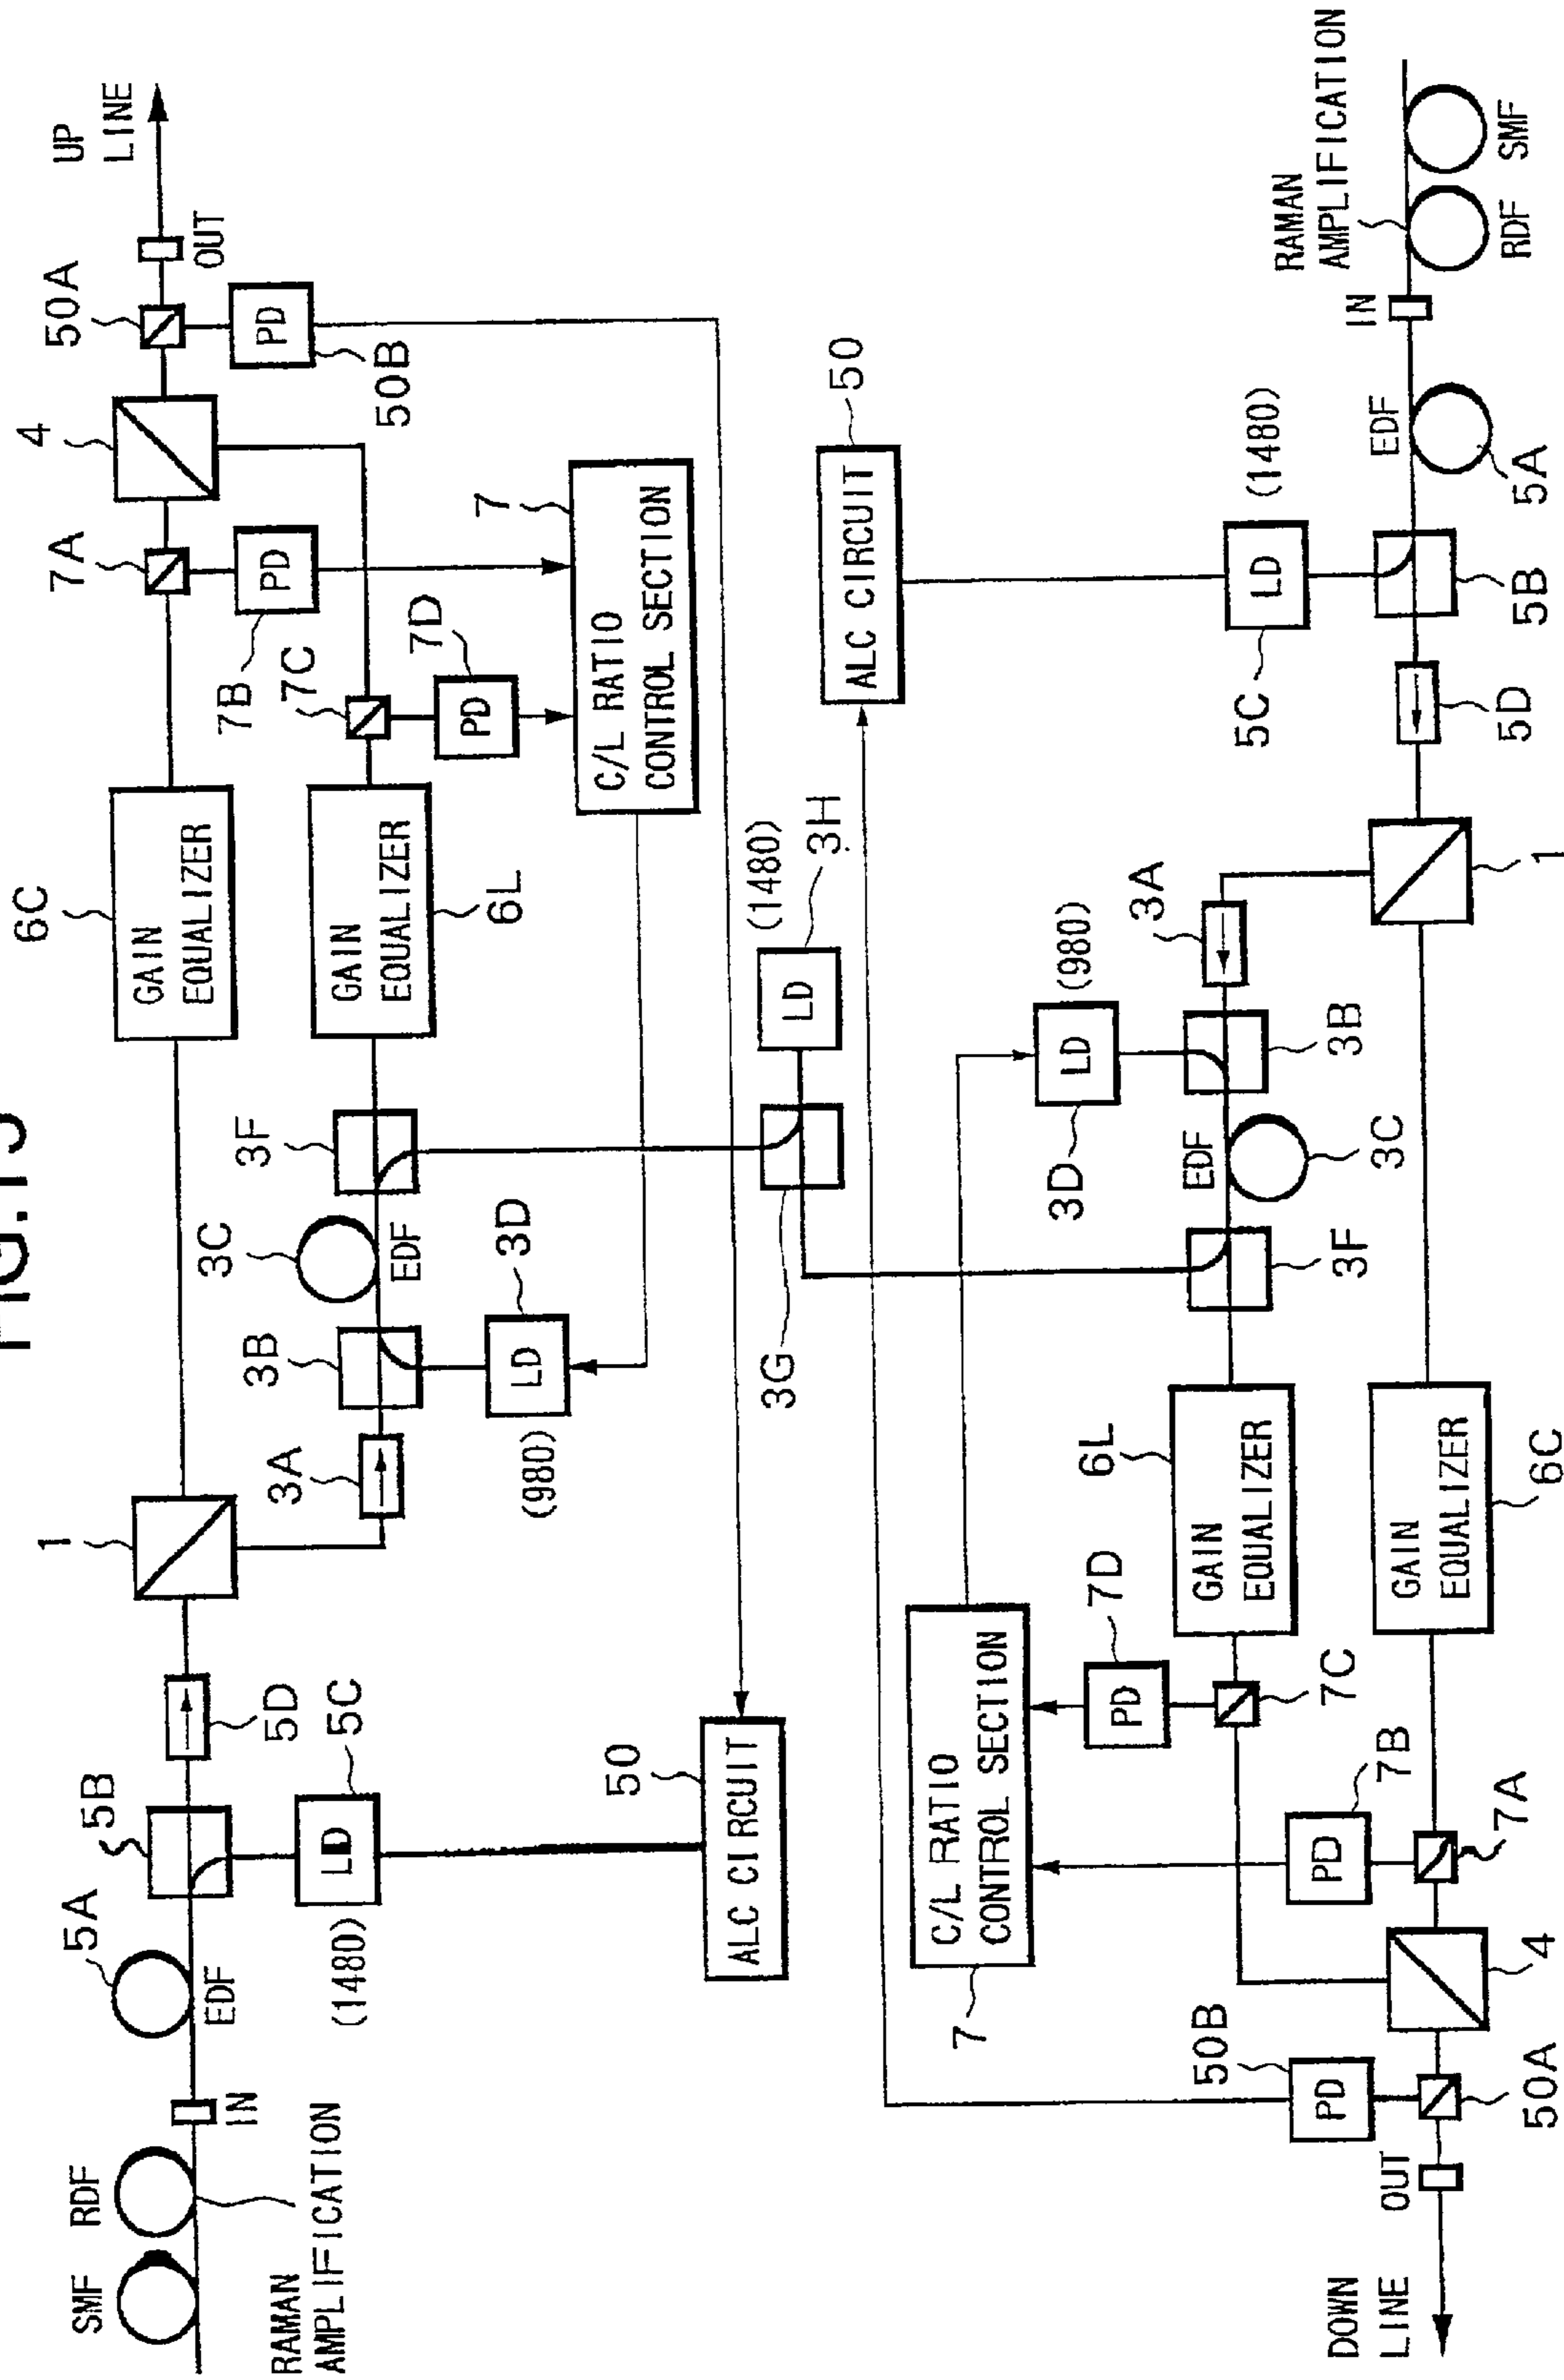 UP
LINE
OUT
50A
PD
50B
4
7A
PD
7B
7C
7D
PD
7
C/L RATIO
CONTROL SECTION
6C
GAIN
EQUALIZER
GAIN
EQUALIZER
6L
3F
3C
EDF
3B
3D
LD
(980)
3A
1
5D
5B
5C
LD
(1480)
5A
EDF
IN
RDF
SMF
RAMAN
AMPLIFICATION
50
ALC CIRCUIT
(1480)
3H
LD
3G
50
ALC CIRCUIT
RAMAN
AMPLIFICATION
SMF
RDF
IN
EDF
5A
(1480)
LD
5C
5B
5D
1
3A
(980)
LD
3D
3B
EDF
3C
3F
6L
GAIN
EQUALIZER
GAIN
EQUALIZER
6C
7D
PD
7C
C/L RATIO
CONTROL SECTION
7
PD
7B
7A
4
50B
PD
50A
OUT
DOWN
LINE